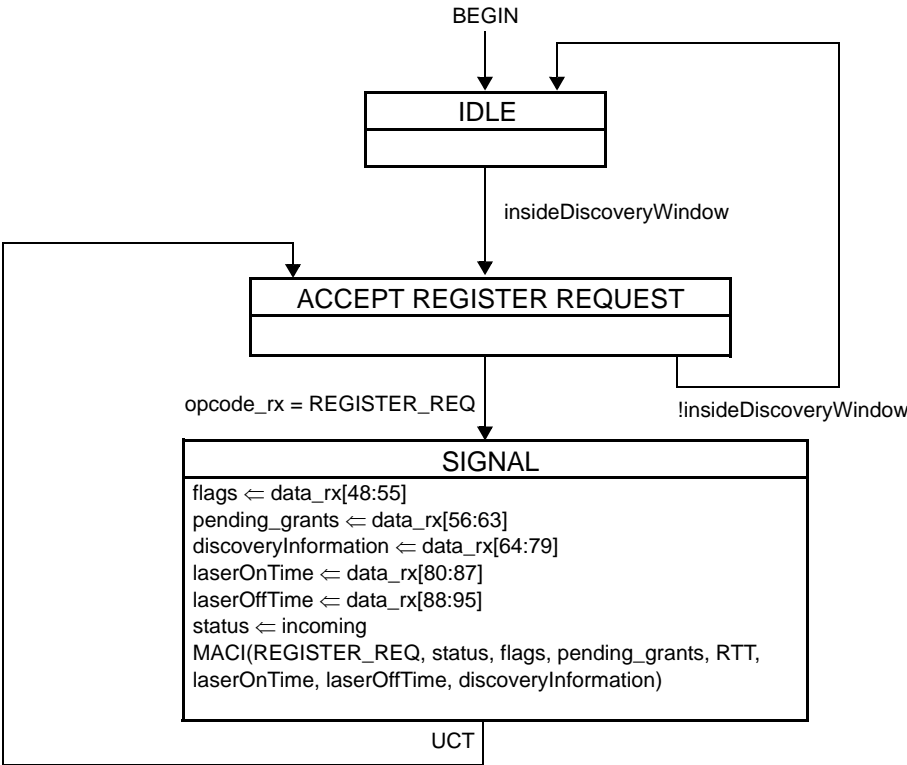 BEGIN
IDLE
insideDiscoveryWindow
ACCEPT REGISTER REQUEST
opcode_rx = REGISTER_REQ
!insideDiscoveryWindow
SIGNAL
flags ⇐ data_rx[48:55]
pending_grants ⇐ data_rx[56:63]
discoveryInformation ⇐ data_rx[64:79]
laserOnTime ⇐ data_rx[80:87]
laserOffTime ⇐ data_rx[88:95]
status ⇐ incoming
MACI(REGISTER_REQ, status, flags, pending_grants, RTT,
laserOnTime, laserOffTime, discoveryInformation)
UCT